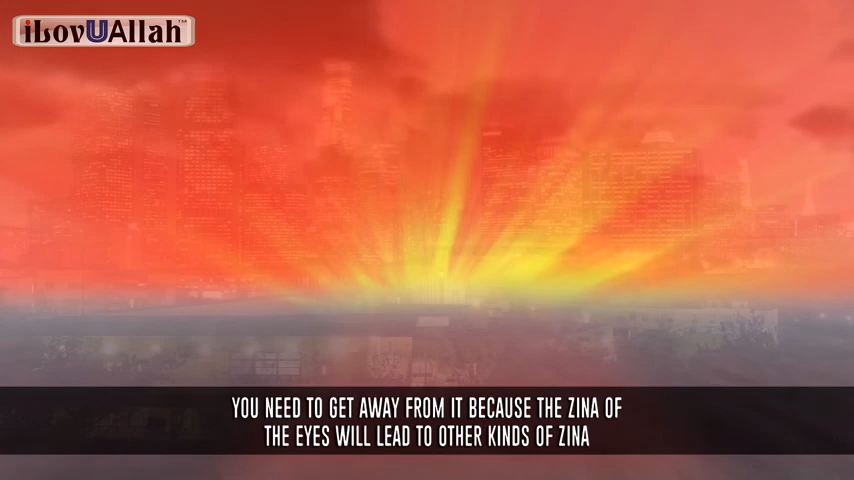 iLovUAllah™
YOU NEED TO GET AWAY FROM IT BECAUSE THE ZINA OF
THE EYES WILL LEAD TO OTHER KINDS OF ZINA